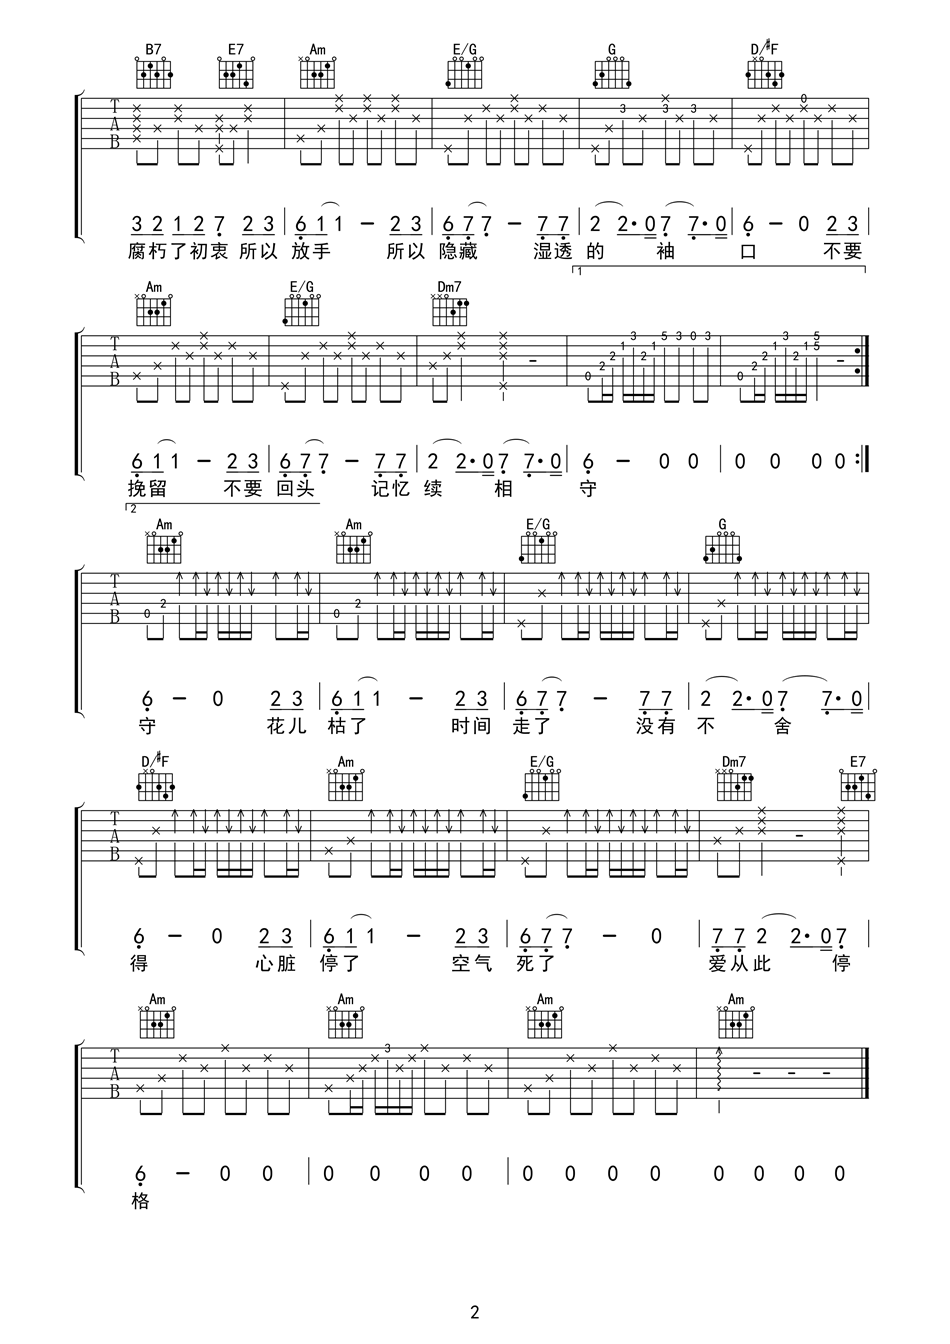 B7 E7 Am E/G G D/#F
3 2 1 2 7 2 3 | 6 1 1 - 2 3 | 6 7 7 - 7 7 | 2 2·0 7 7·0 | 6 - 0 2 3 |
腐朽了初衷 所以 放手 所以 隐藏 湿透 的 袖 口 不要
1
Am E/G Dm7
6 1 1 - 2 3 | 6 7 7 - 7 7 | 2 2·0 7 7·0 | 6 - 0 0 | 0 0 0 0 :|
挽留 不要 回头 记忆 续 相 守
2
Am Am E/G G
6 - 0 2 3 | 6 1 1 - 2 3 | 6 7 7 - 7 7 | 2 2·0 7 7·0 |
守 花儿 枯了 时间 走了 没有 不 舍
D/#F Am E/G Dm7 E7
6 - 0 2 3 | 6 1 1 - 2 3 | 6 7 7 - 0 | 7 7 2 2·0 7 |
得 心脏 停了 空气 死了 爱从此 停
Am Am Am Am
6 - 0 0 | 0 0 0 0 | 0 0 0 0 | 0 0 0 0
格
2